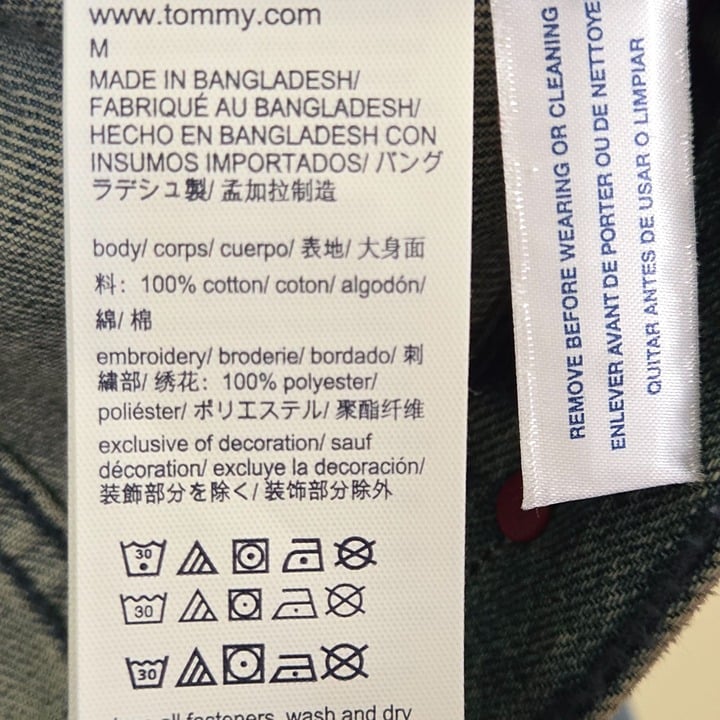 www.tommy.com
M
MADE IN BANGLADESH/
FABRIQUÉ AU BANGLADESH/
HECHO EN BANGLADESH CON
INSUMOS IMPORTADOS/ バング
ラデシュ製/ 孟加拉制造
body/ corps/ cuerpo/ 表地/ 大身面
料: 100% cotton/ coton/ algodón/
綿/ 棉
embroidery/ broderie/ bordado/ 刺
繍部/ 绣花: 100% polyester/
poliéster/ ポリエステル/ 聚酯纤维
exclusive of decoration/ sauf
décoration/ excluye la decoración/
装飾部分を除く/ 装饰部分除外
30
30
30
all fasteners, wash and dry
REMOVE BEFORE WEARING OR CLEANING
ENLEVER AVANT DE PORTER OU DE NETTOYE
QUITAR ANTES DE USAR O LIMPIAR